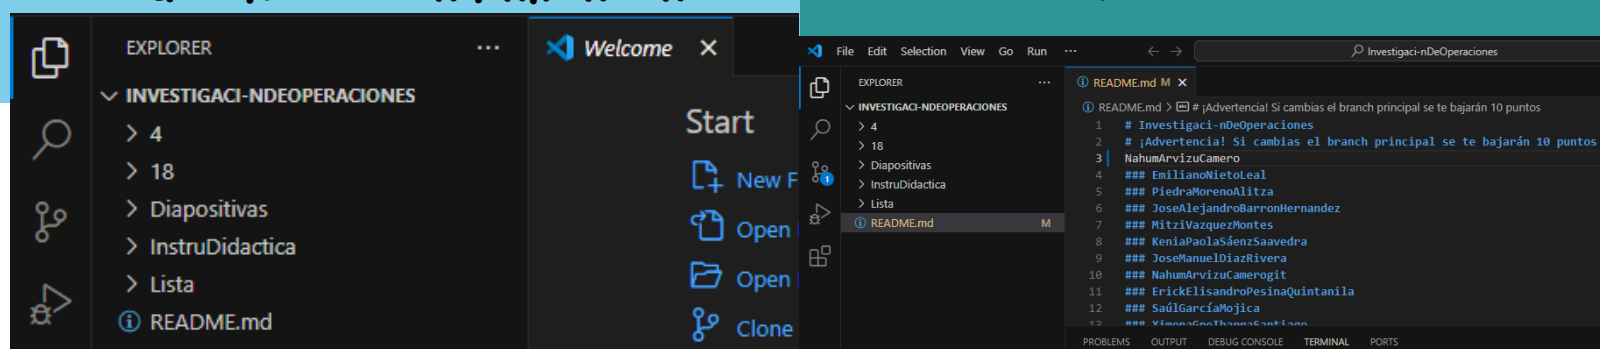 EXPLORER
INVESTIGACI-NDEOPERACIONES
4
18
Diapositivas
InstruDidactica
Lista
README.md
Welcome
Start
New F
Open
Open
Clone
File Edit Selection View Go Run ...
Investigaci-nDeOperaciones
EXPLORER
INVESTIGACI-NDEOPERACIONES
4
18
Diapositivas
InstruDidactica
Lista
README.md M
README.md M
README.md > # ¡Advertencia! Si cambias el branch principal se te bajarán 10 puntos
1 # Investigaci-nDeOperaciones
2 # ¡Advertencia! Si cambias el branch principal se te bajarán 10 puntos
3 NahumArvizuCamero
4 ### EmilianoNietoLeal
5 ### PiedraMorenoAlitza
6 ### JoseAlejandroBarronHernandez
7 ### MitziVazquezMontes
8 ### KeniaPaolaSáenzSaavedra
9 ### JoseManuelDiazRivera
10 ### NahumArvizuCamerogit
11 ### ErickElisandroPesinaQuintanila
12 ### SaúlGarcíaMojica
PROBLEMS OUTPUT DEBUG CONSOLE TERMINAL PORTS
1